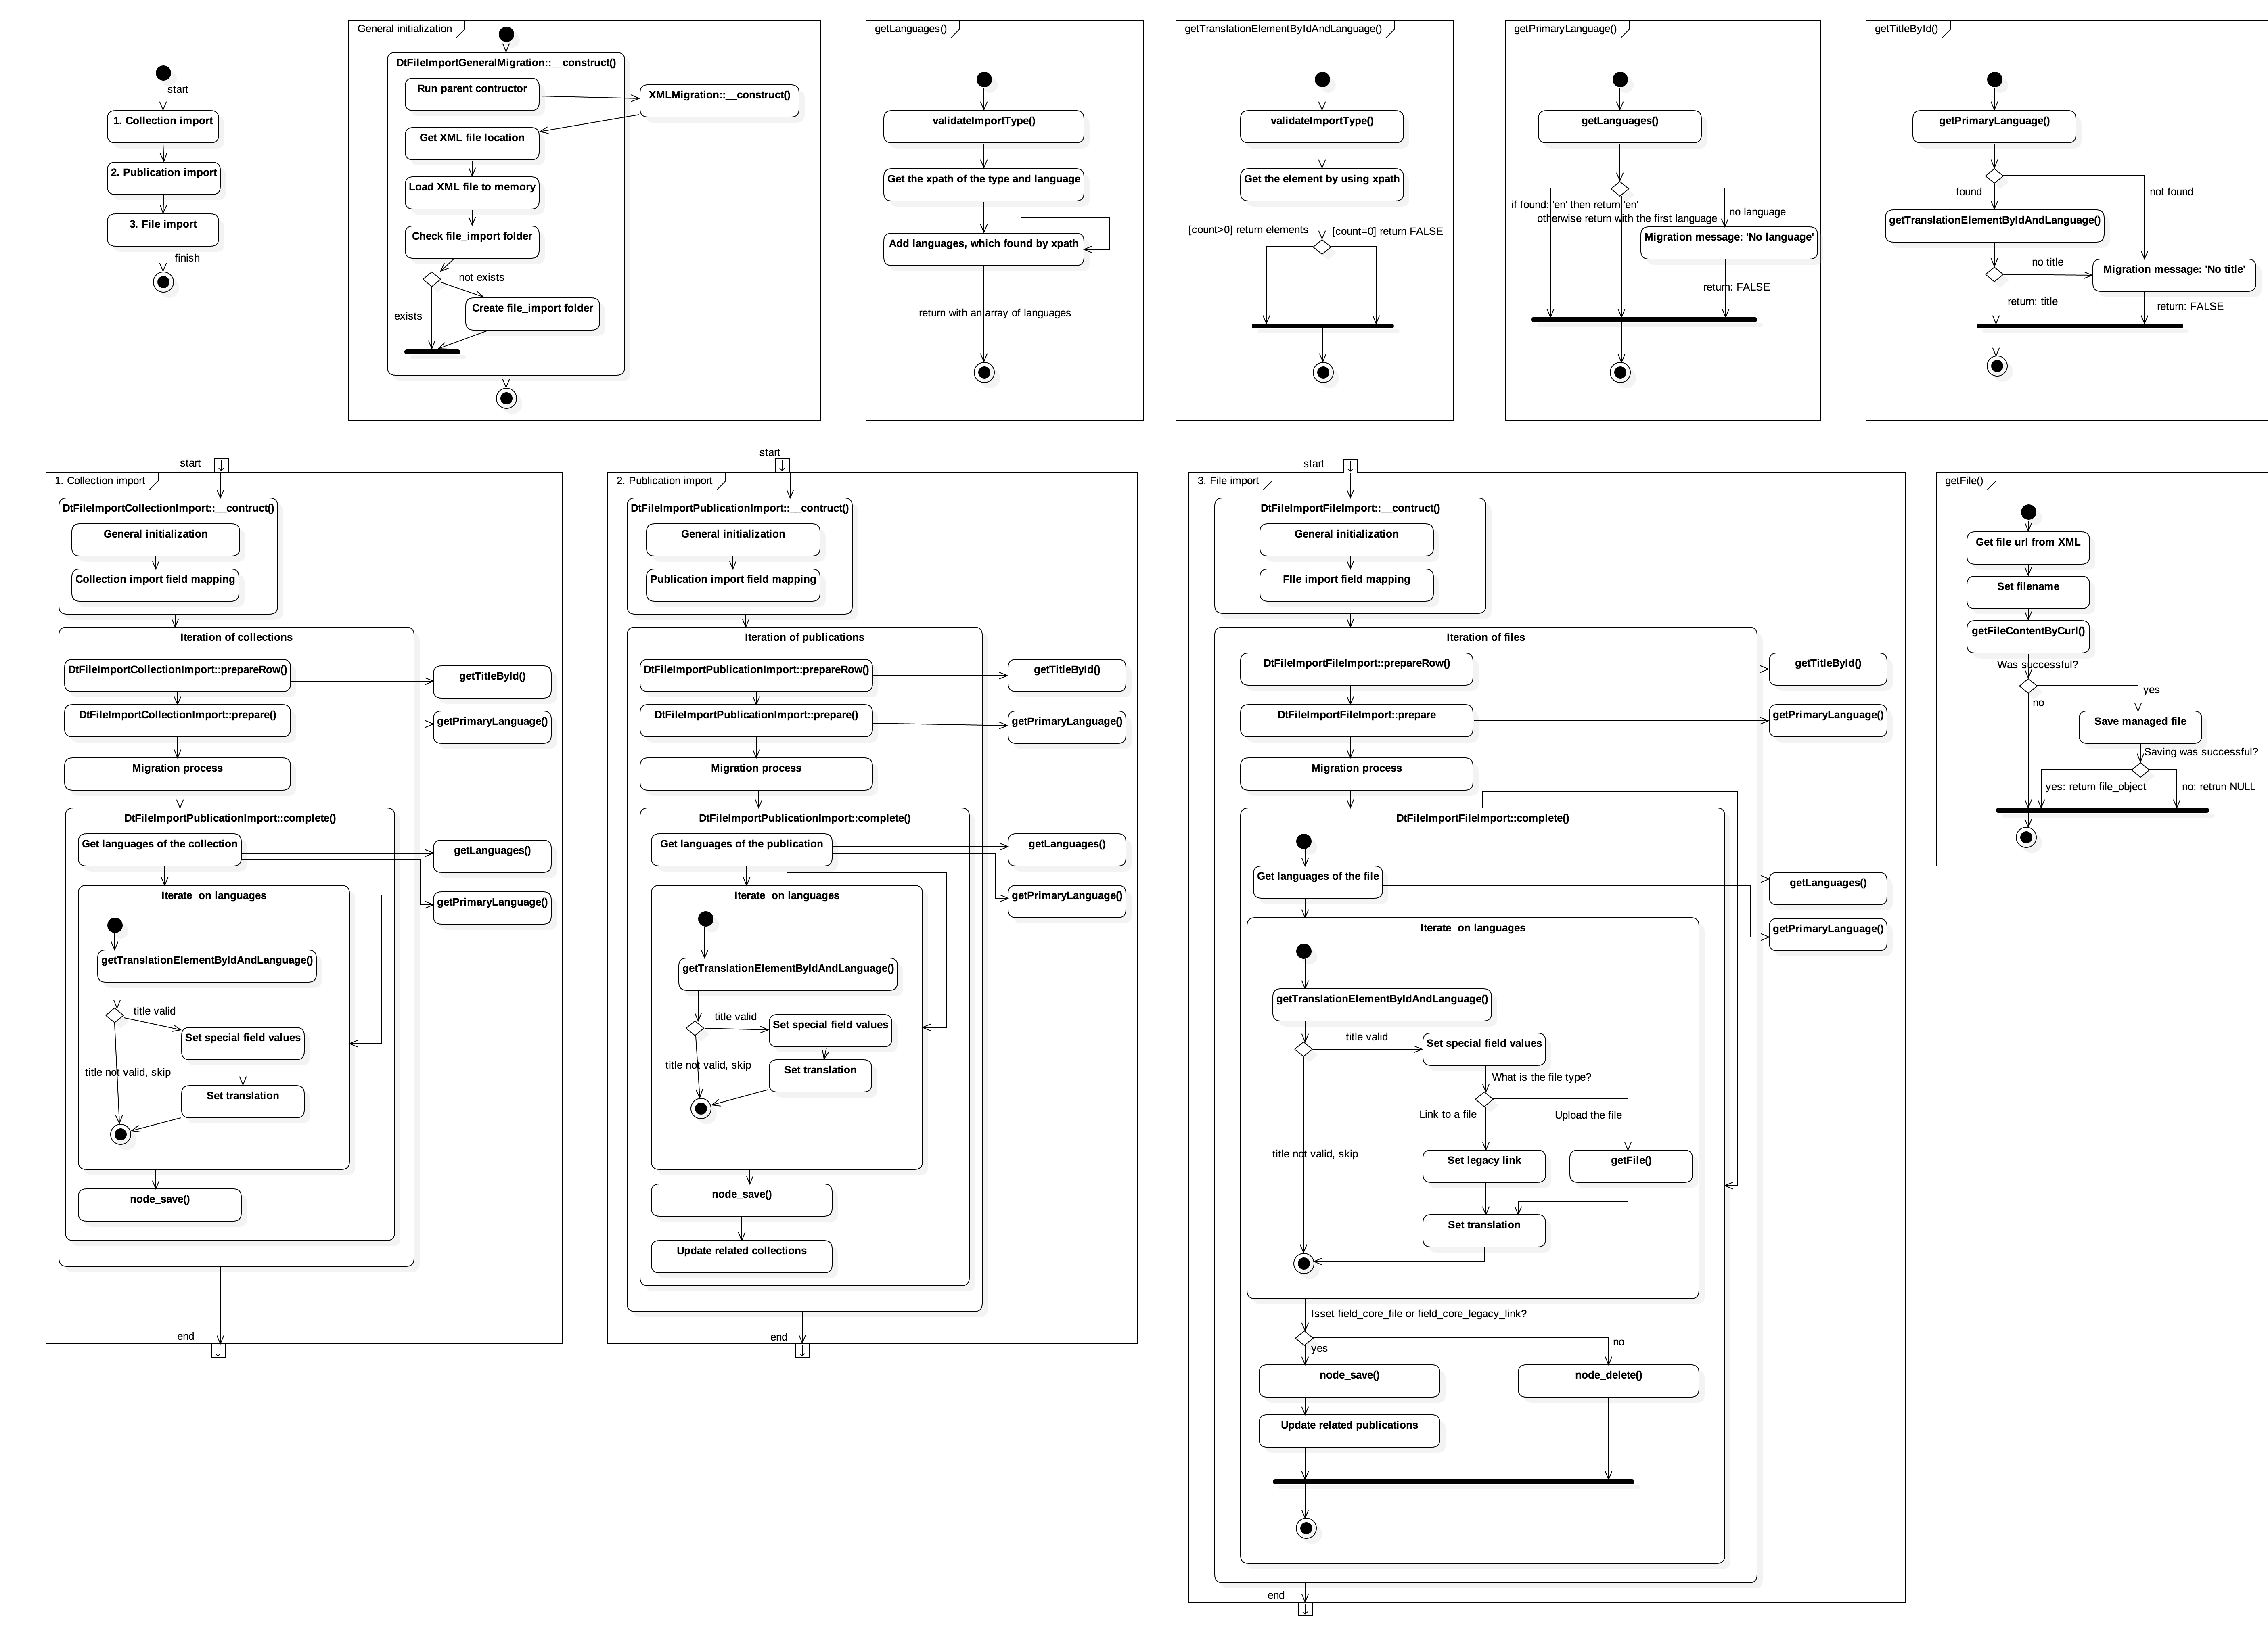 start
1. Collection import
2. Publication import
3. File import
finish
General initialization
DtFileImportGeneralMigration::__construct()
Run parent contructor
XMLMigration::__construct()
Get XML file location
Load XML file to memory
Check file_import folder
not exists
Create file_import folder
exists
getLanguages()
validateImportType()
Get the xpath of the type and language
Add languages, which found by xpath
return with an array of languages
getTranslationElementByIdAndLanguage()
validateImportType()
Get the element by using xpath
[count>0] return elements
[count=0] return FALSE
getPrimaryLanguage()
getLanguages()
if found: 'en' then return 'en'
otherwise return with the first language
no language
Migration message: 'No language'
return: FALSE
getTitleById()
getPrimaryLanguage()
found
not found
getTranslationElementByIdAndLanguage()
no title
Migration message: 'No title'
return: title
return: FALSE
start
1. Collection import
DtFileImportCollectionImport::__contruct()
General initialization
Collection import field mapping
Iteration of collections
DtFileImportCollectionImport::prepareRow()
getTitleById()
DtFileImportCollectionImport::prepare()
getPrimaryLanguage()
Migration process
DtFileImportPublicationImport::complete()
Get languages of the collection
getLanguages()
getPrimaryLanguage()
Iterate  on languages
getTranslationElementByIdAndLanguage()
title valid
Set special field values
title not valid, skip
Set translation
node_save()
end
start
2. Publication import
DtFileImportPublicationImport::__contruct()
General initialization
Publication import field mapping
Iteration of publications
DtFileImportPublicationImport::prepareRow()
getTitleById()
DtFileImportPublicationImport::prepare()
getPrimaryLanguage()
Migration process
DtFileImportPublicationImport::complete()
Get languages of the publication
getLanguages()
getPrimaryLanguage()
Iterate  on languages
getTranslationElementByIdAndLanguage()
title valid
Set special field values
title not valid, skip
Set translation
node_save()
Update related collections
end
start
3. File import
DtFileImportFileImport::__contruct()
General initialization
FIle import field mapping
Iteration of files
DtFileImportFileImport::prepareRow()
getTitleById()
DtFileImportFileImport::prepare
getPrimaryLanguage()
Migration process
DtFileImportFileImport::complete()
Get languages of the file
getLanguages()
getPrimaryLanguage()
Iterate  on languages
getTranslationElementByIdAndLanguage()
title valid
Set special field values
What is the file type?
Link to a file
Upload the file
title not valid, skip
Set legacy link
getFile()
Set translation
Isset field_core_file or field_core_legacy_link?
yes
no
node_save()
node_delete()
Update related publications
end
getFile()
Get file url from XML
Set filename
getFileContentByCurl()
Was successful?
yes
no
Save managed file
Saving was successful?
yes: return file_object
no: retrun NULL